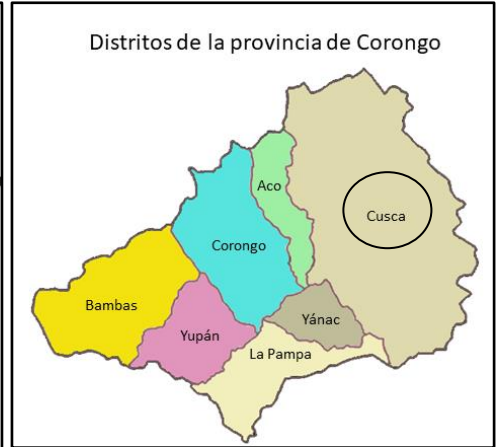 Distritos de la provincia de Corongo
Aco
Cusca
Corongo
Bambas
Yánac
Yupán
La Pampa